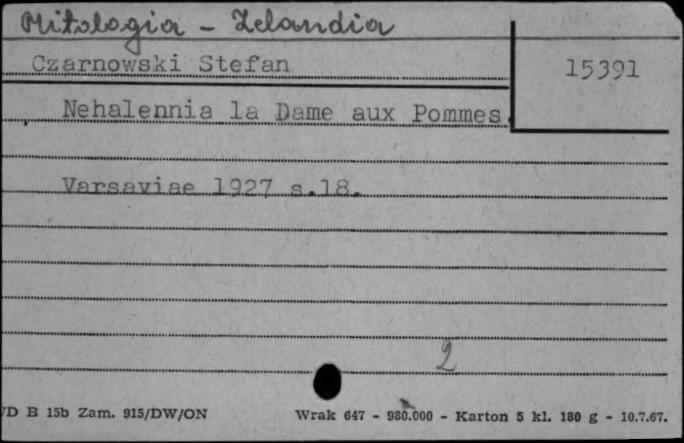 Mitologia - Zelandia
Czarnowski Stefan
15391
Nehalennia la Dame aux Pommes.
Varsaviae 1927 s.18.
2
/D B 15b Zam. 915/DW/ON Wrak 647 - 980.000 - Karton 5 kl. 180 g - 10.7.67.